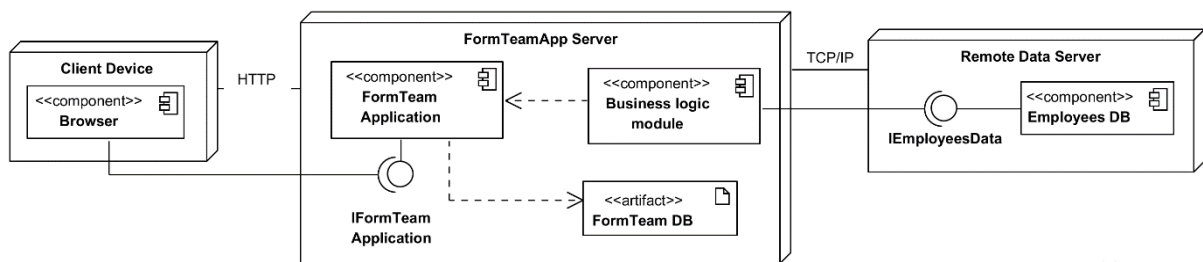 FormTeamApp Server
Client Device
HTTP
TCP/IP
Remote Data Server
<<component>>
Browser
<<component>>
FormTeam
Application
<<component>>
Business logic
module
<<component>>
Employees DB
IEmployeesData
<<artifact>>
FormTeam DB
IFormTeam
Application